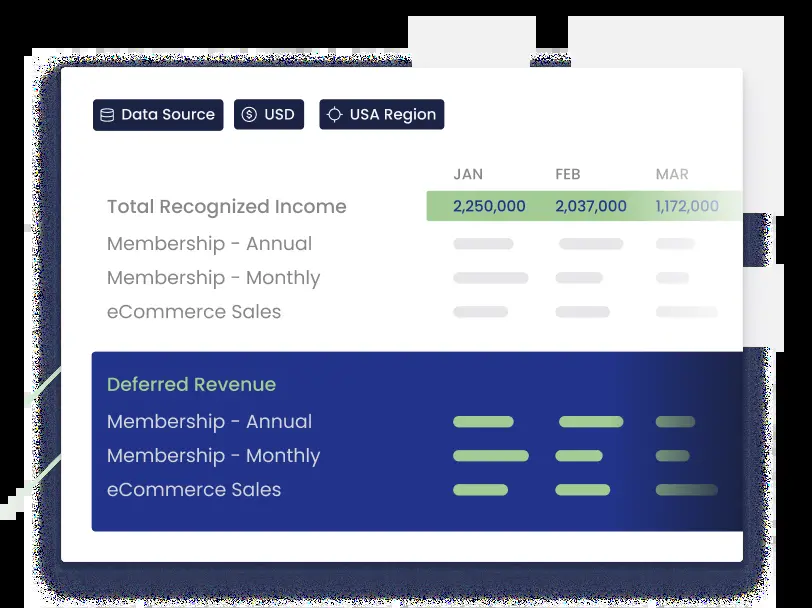 Data Source USD USA Region
JAN FEB MAR
Total Recognized Income 2,250,000 2,037,000 1,172,000
Membership - Annual
Membership - Monthly
eCommerce Sales
Deferred Revenue
Membership - Annual
Membership - Monthly
eCommerce Sales